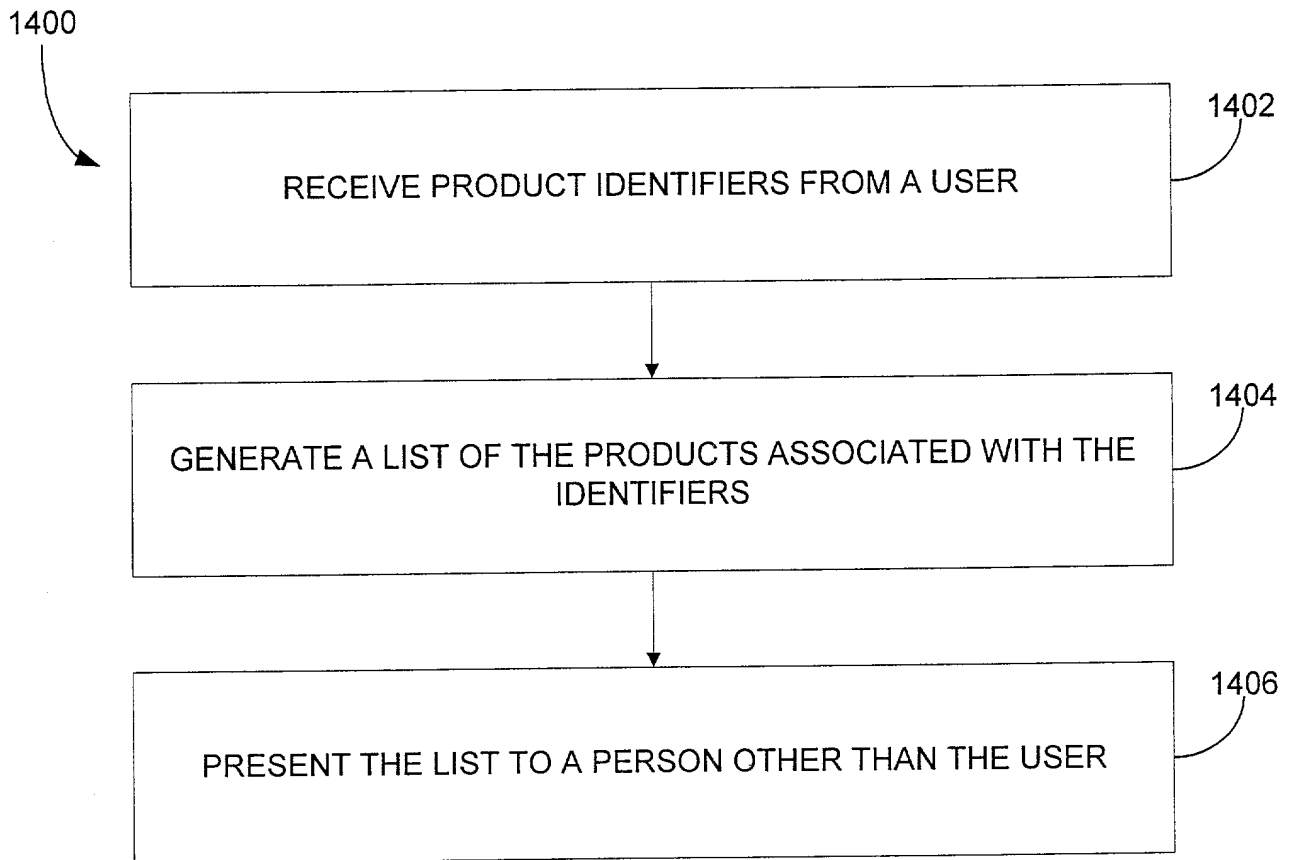 1400
1402
RECEIVE PRODUCT IDENTIFIERS FROM A USER
1404
GENERATE A LIST OF THE PRODUCTS ASSOCIATED WITH THE
IDENTIFIERS
1406
PRESENT THE LIST TO A PERSON OTHER THAN THE USER